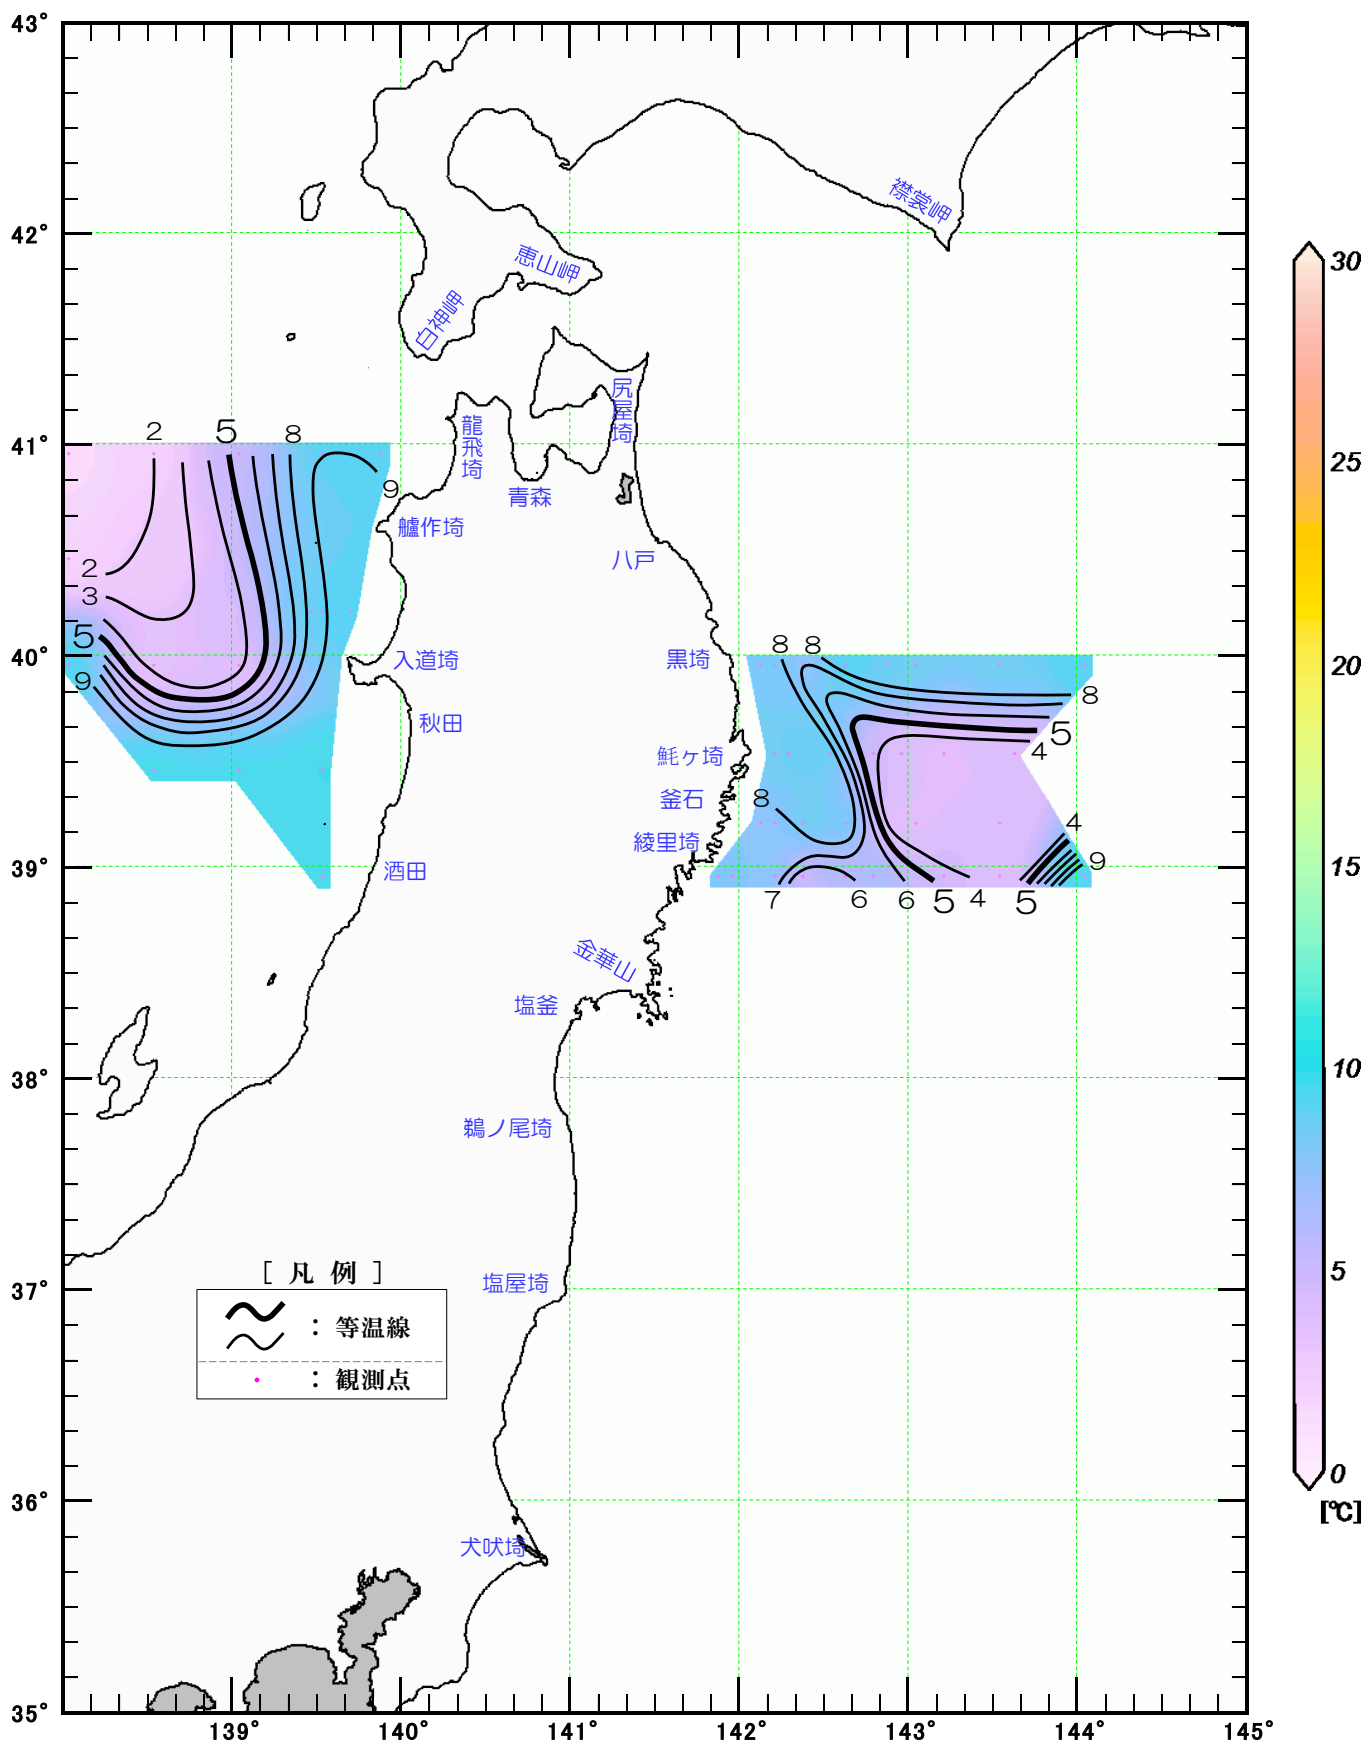 43°
42°
41°
40°
39°
38°
37°
36°
35°
139°
140°
141°
142°
143°
144°
145°
襟裳岬
恵山岬
白神岬
尻屋埼
龍飛埼
青森
艫作埼
八戸
入道埼
黒埼
秋田
魹ヶ埼
釜石
綾里埼
酒田
金華山
塩釜
鵜ノ尾埼
塩屋埼
犬吠埼
2
5
8
9
2
3
5
9
8
8
8
5
4
8
4
9
7
6
6
5
4
5
[ 凡 例 ]
: 等温線
: 観測点
30
25
20
15
10
5
0
[℃]